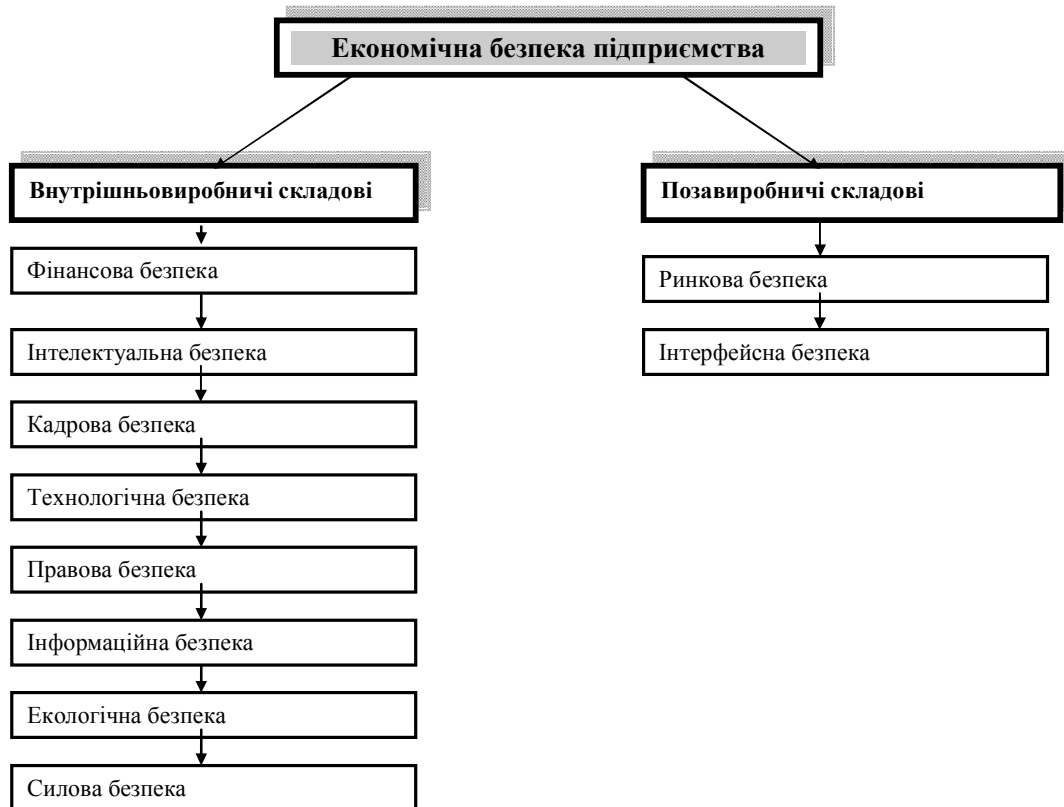 Економічна безпека підприємства
Внутрішньовиробничі складові
Фінансова безпека
Інтелектуальна безпека
Кадрова безпека
Технологічна безпека
Правова безпека
Інформаційна безпека
Екологічна безпека
Силова безпека
Позавиробничі складові
Ринкова безпека
Інтерфейсна безпека